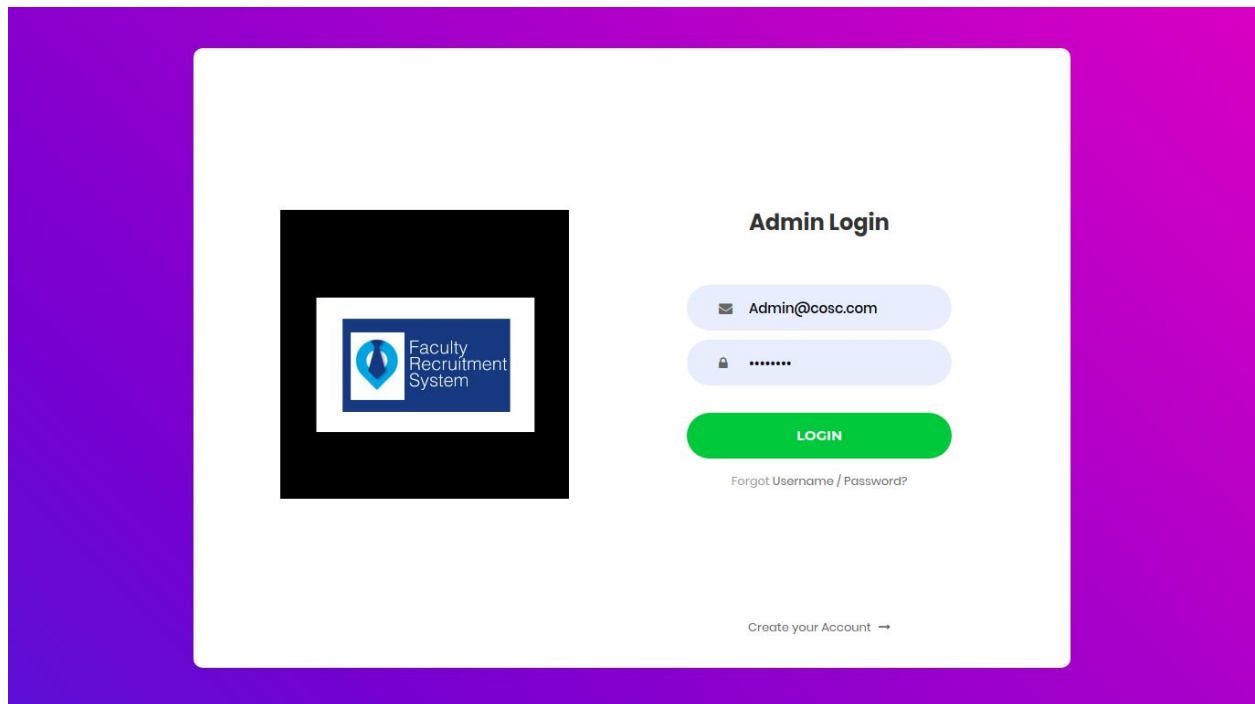 Faculty
Recruitment
System
Admin Login
Admin@cosc.com
••••••••
LOGIN
Forgot Username / Password?
Create your Account →